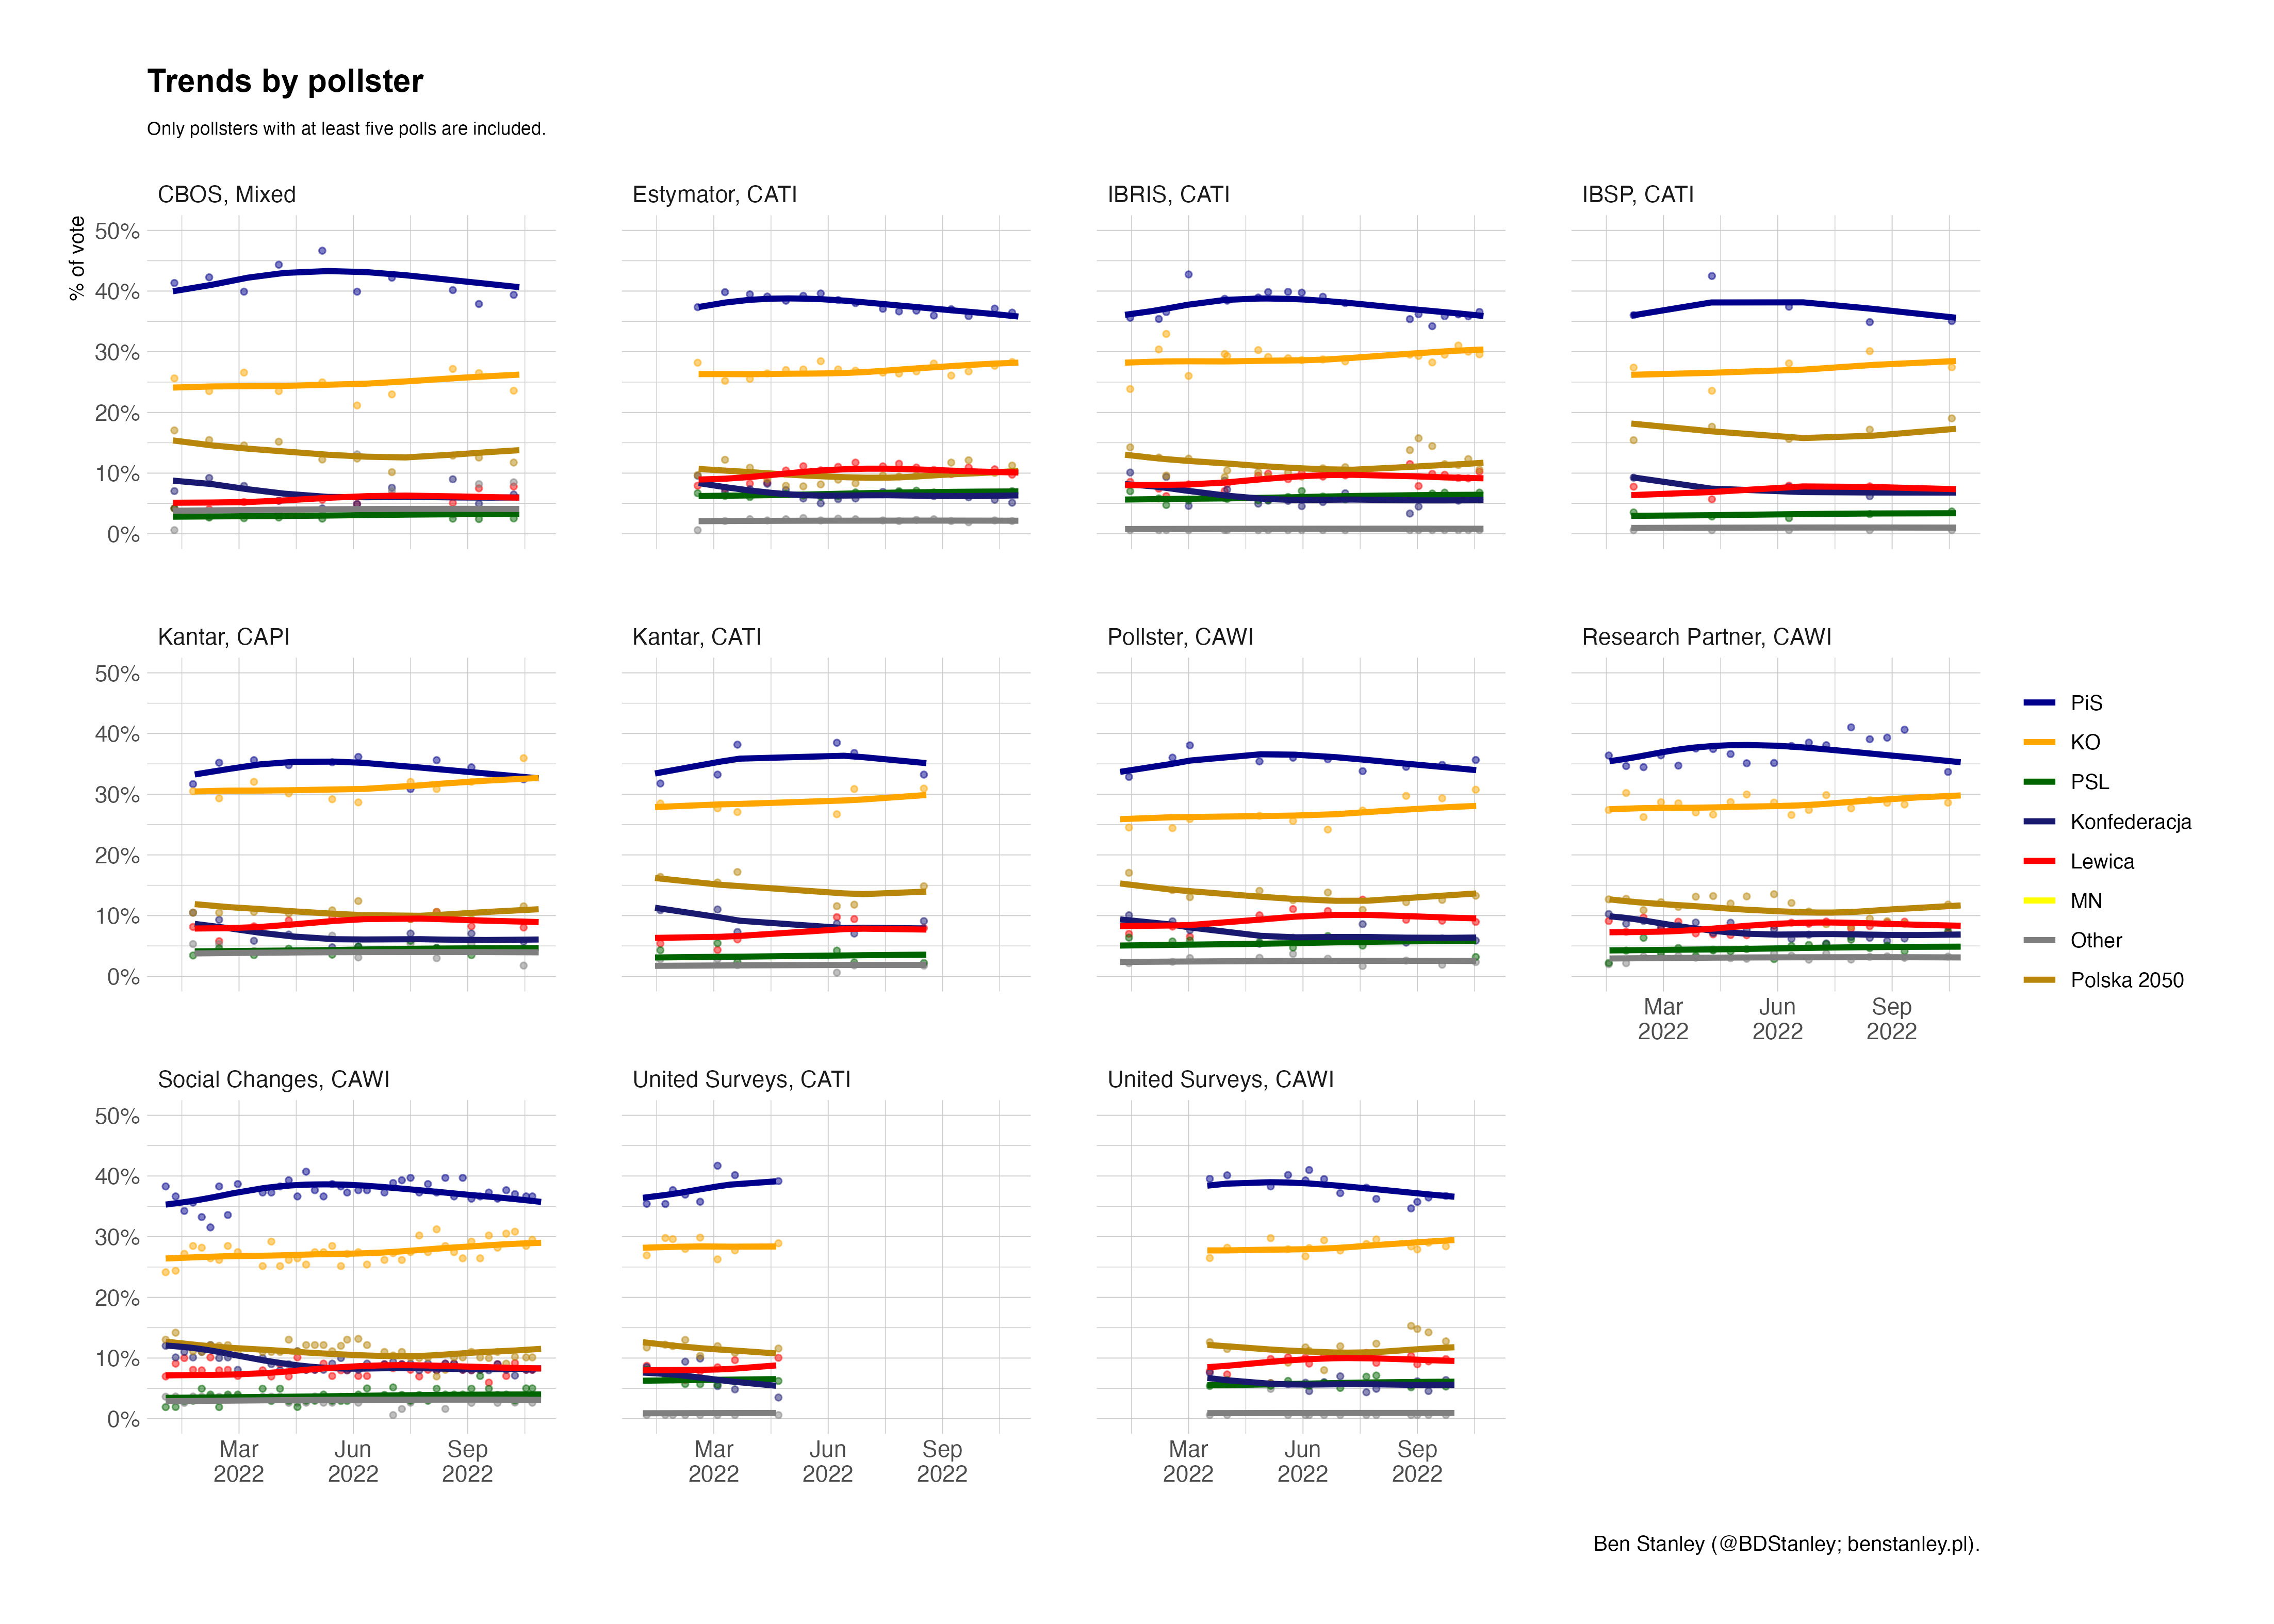 Trends by pollster
Only pollsters with at least five polls are included.
CBOS, Mixed
Estymator, CATI
IBRIS, CATI
IBSP, CATI
% of vote
50%
40%
30%
20%
10%
0%
Kantar, CAPI
Kantar, CATI
Pollster, CAWI
Research Partner, CAWI
50%
40%
30%
20%
10%
0%
Mar
2022
Jun
2022
Sep
2022
PiS
KO
PSL
Konfederacja
Lewica
MN
Other
Polska 2050
Social Changes, CAWI
United Surveys, CATI
United Surveys, CAWI
50%
40%
30%
20%
10%
0%
Mar
2022
Jun
2022
Sep
2022
Mar
2022
Jun
2022
Sep
2022
Mar
2022
Jun
2022
Sep
2022
Ben Stanley (@BDStanley; benstanley.pl).